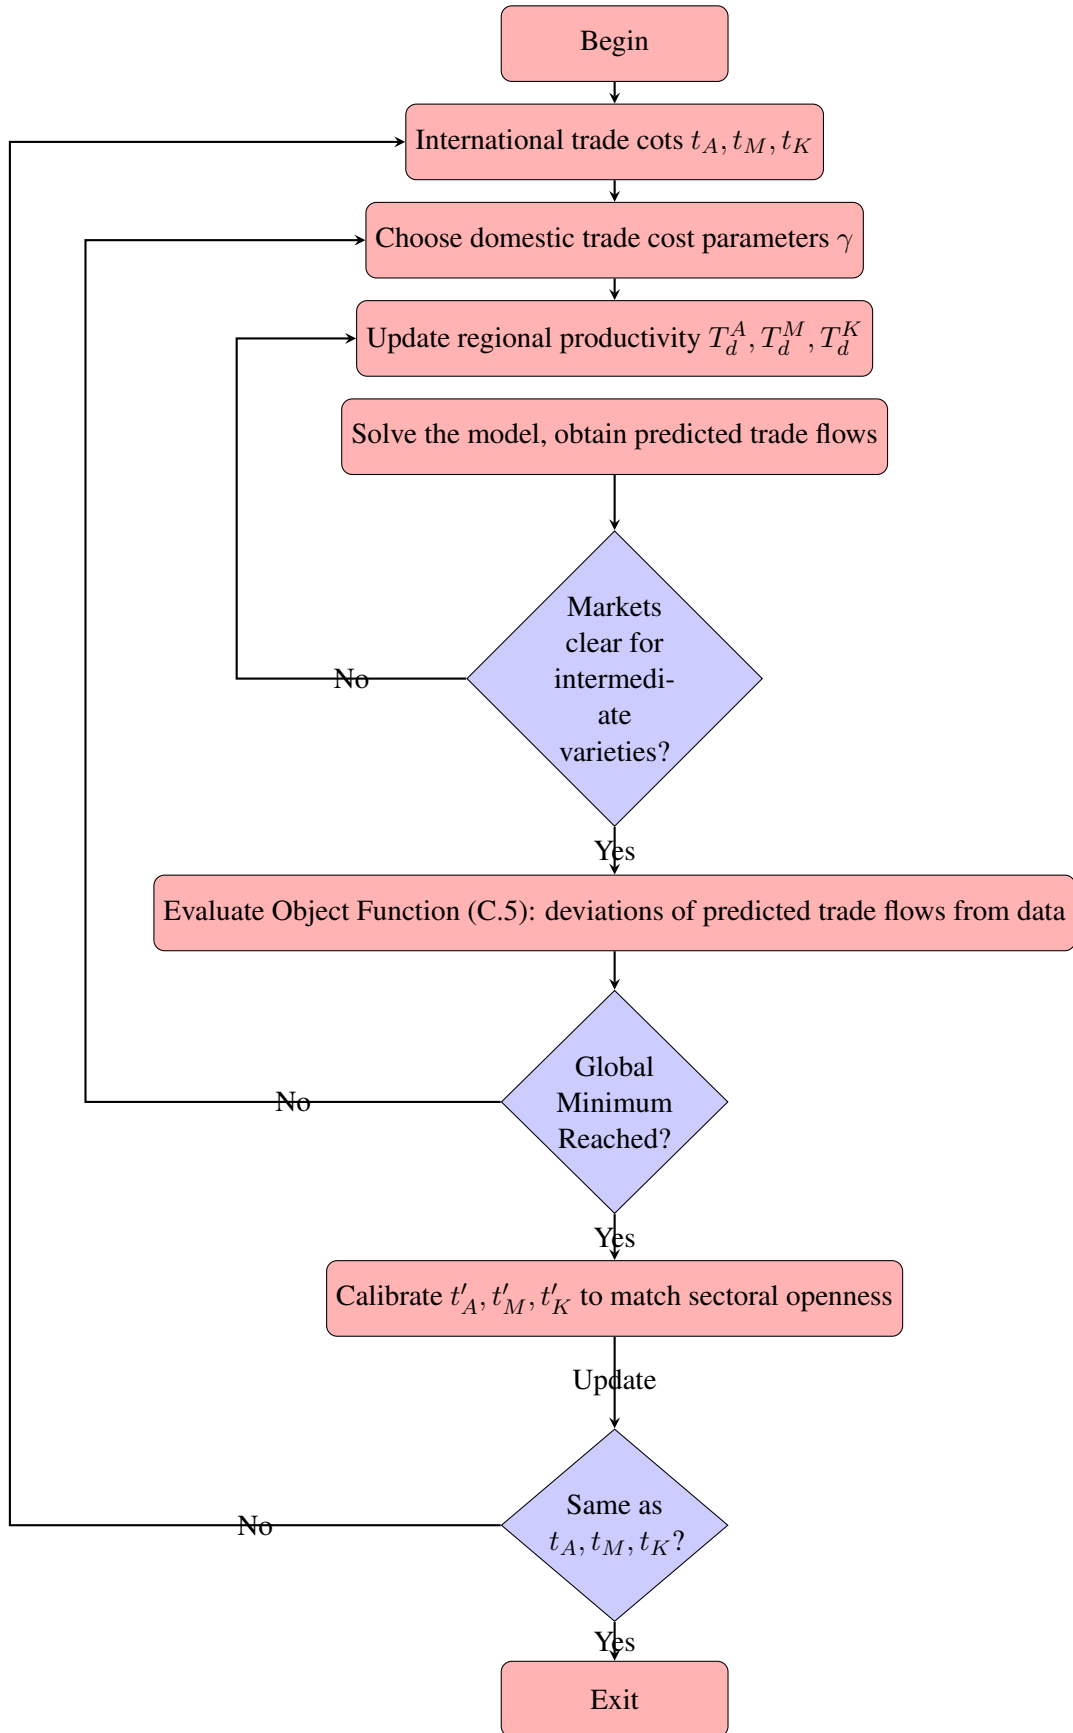 Begin
International trade cots $t_A, t_M, t_K$
Choose domestic trade cost parameters $\gamma$
Update regional productivity $T_d^A, T_d^M, T_d^K$
Solve the model, obtain predicted trade flows
Markets
clear for
intermedi-
ate
varieties?
No
Yes
Evaluate Object Function (C.5): deviations of predicted trade flows from data
Global
Minimum
Reached?
No
Yes
Calibrate $t'_A, t'_M, t'_K$ to match sectoral openness
Update
Same as
$t_A, t_M, t_K$?
No
Yes
Exit